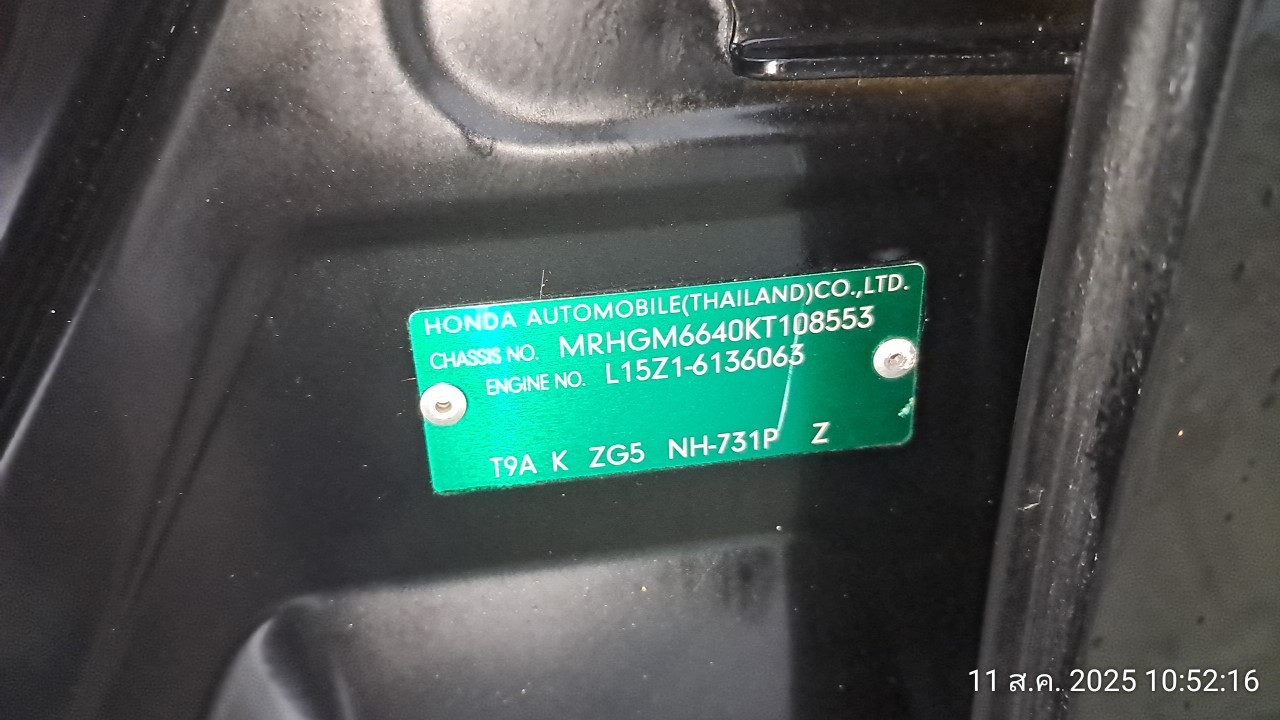 HONDA AUTOMOBILE(THAILAND)CO.,LTD.
CHASSIS NO. MRHGM6640KT108553
ENGINE NO. L15Z1-6136063
T9A K ZG5 NH-731P Z
11 ส.ค. 2025 10:52:16